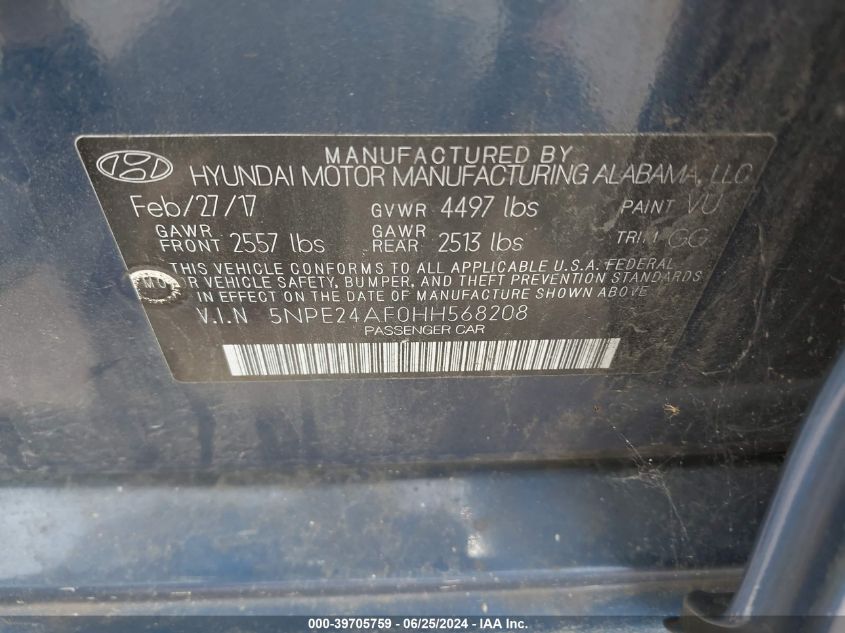 MANUFACTURED BY
HYUNDAI MOTOR MANUFACTURING ALABAMA, LLC
Feb/27/17 GVWR 4497 lbs PAINT VU
GAWR FRONT 2557 lbs GAWR REAR 2513 lbs TRIM GG
THIS VEHICLE CONFORMS TO ALL APPLICABLE U.S.A. FEDERAL
MOTOR VEHICLE SAFETY, BUMPER, AND THEFT PREVENTION STANDARDS
IN EFFECT ON THE DATE OF MANUFACTURE SHOWN ABOVE
V.I.N 5NPE24AF0HH568208
PASSENGER CAR
000-39705759 - 06/25/2024 - IAA Inc.